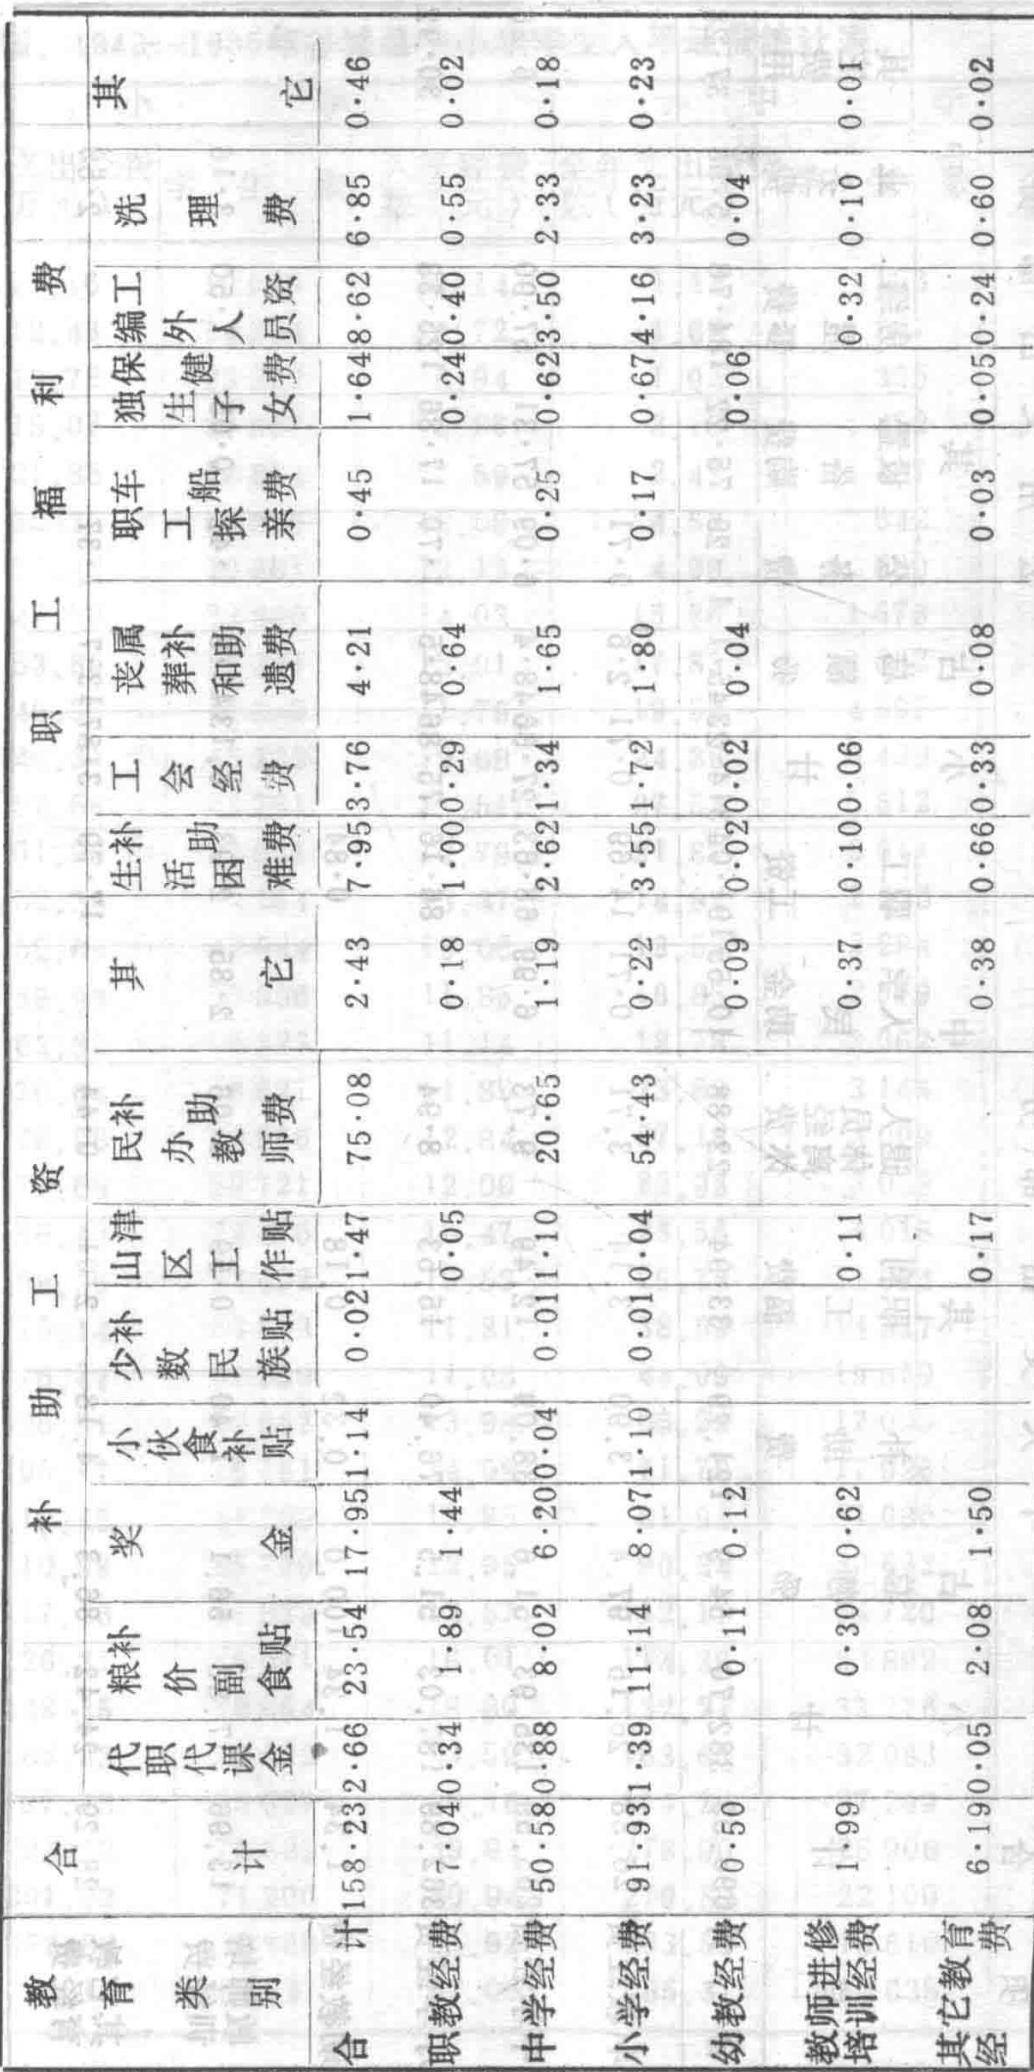 教育类别 合计 补助工资 职工福利费
代职代课金 粮价副食补贴 奖金 小伙食补贴 少数民族补贴 山区工作津贴 民办教师补助费 其它 生活困难补助费 工会经费 丧葬和遗属补助费 职工探亲车船费 独生子女保健费 编外人员工资 洗理费 其它
合计 158·23 2·66 23·54 17·95 1·14 0·02 1·47 75·08 2·43 7·95 3·76 4·21 0·45 1·64 8·62 6·85 0·46
职教经费 7·04 0·34 1·89 1·44 0·05 0·18 1·00 0·29 0·64 0·24 0·40 0·55 0·02
中学经费 50·58 0·88 8·02 6·20 0·04 0·01 1·10 20·65 1·19 2·62 1·34 1·65 0·25 0·62 3·50 2·33 0·18
小学经费 91·93 1·39 11·14 8·07 1·10 0·01 0·04 54·43 0·22 3·55 1·72 1·80 0·17 0·67 4·16 3·23 0·23
幼教经费 0·50 0·11 0·12 0·09 0·02 0·02 0·04 0·06 0·04
教师进修
培训经费 1·99 0·30 0·62 0·11 0·37 0·10 0·06 0·32 0·10 0·01
其它教育
经费 6·19 0·05 2·08 1·50 0·17 0·38 0·66 0·33 0·08 0·03 0·05 0·24 0·60 0·02